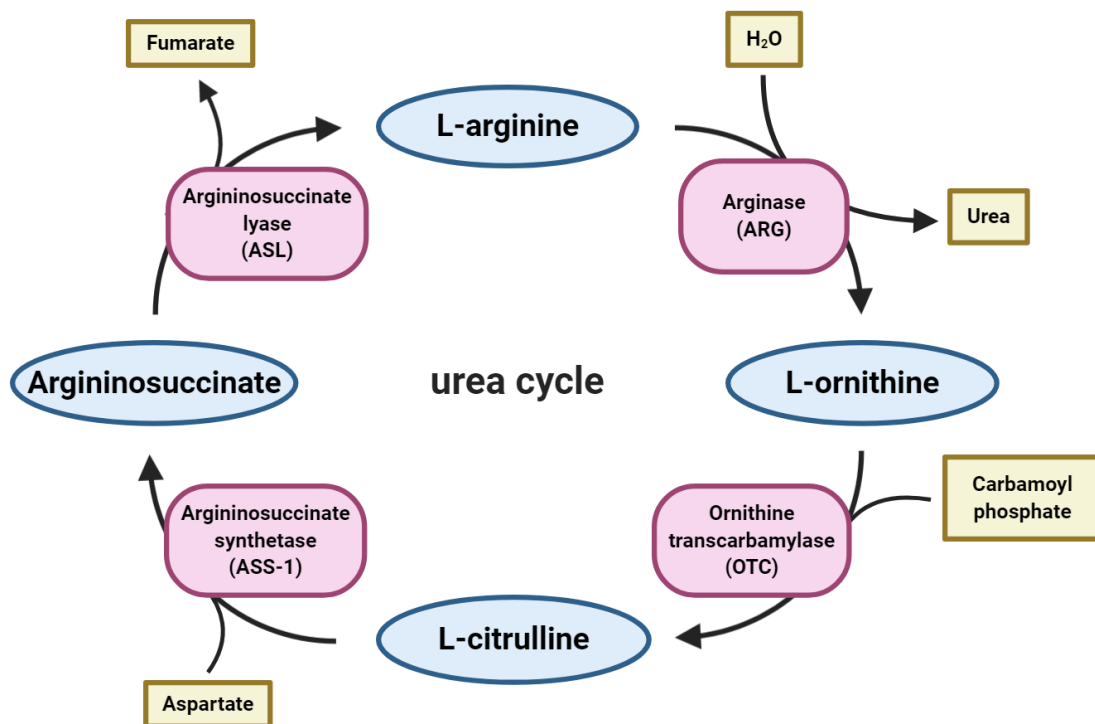 Fumarate
H₂O
L-arginine
Argininosuccinate
lyase
(ASL)
Arginase
(ARG)
Urea
Argininosuccinate
urea cycle
L-ornithine
Argininosuccinate
synthetase
(ASS-1)
Ornithine
transcarbamylase
(OTC)
Carbamoyl
phosphate
L-citrulline
Aspartate